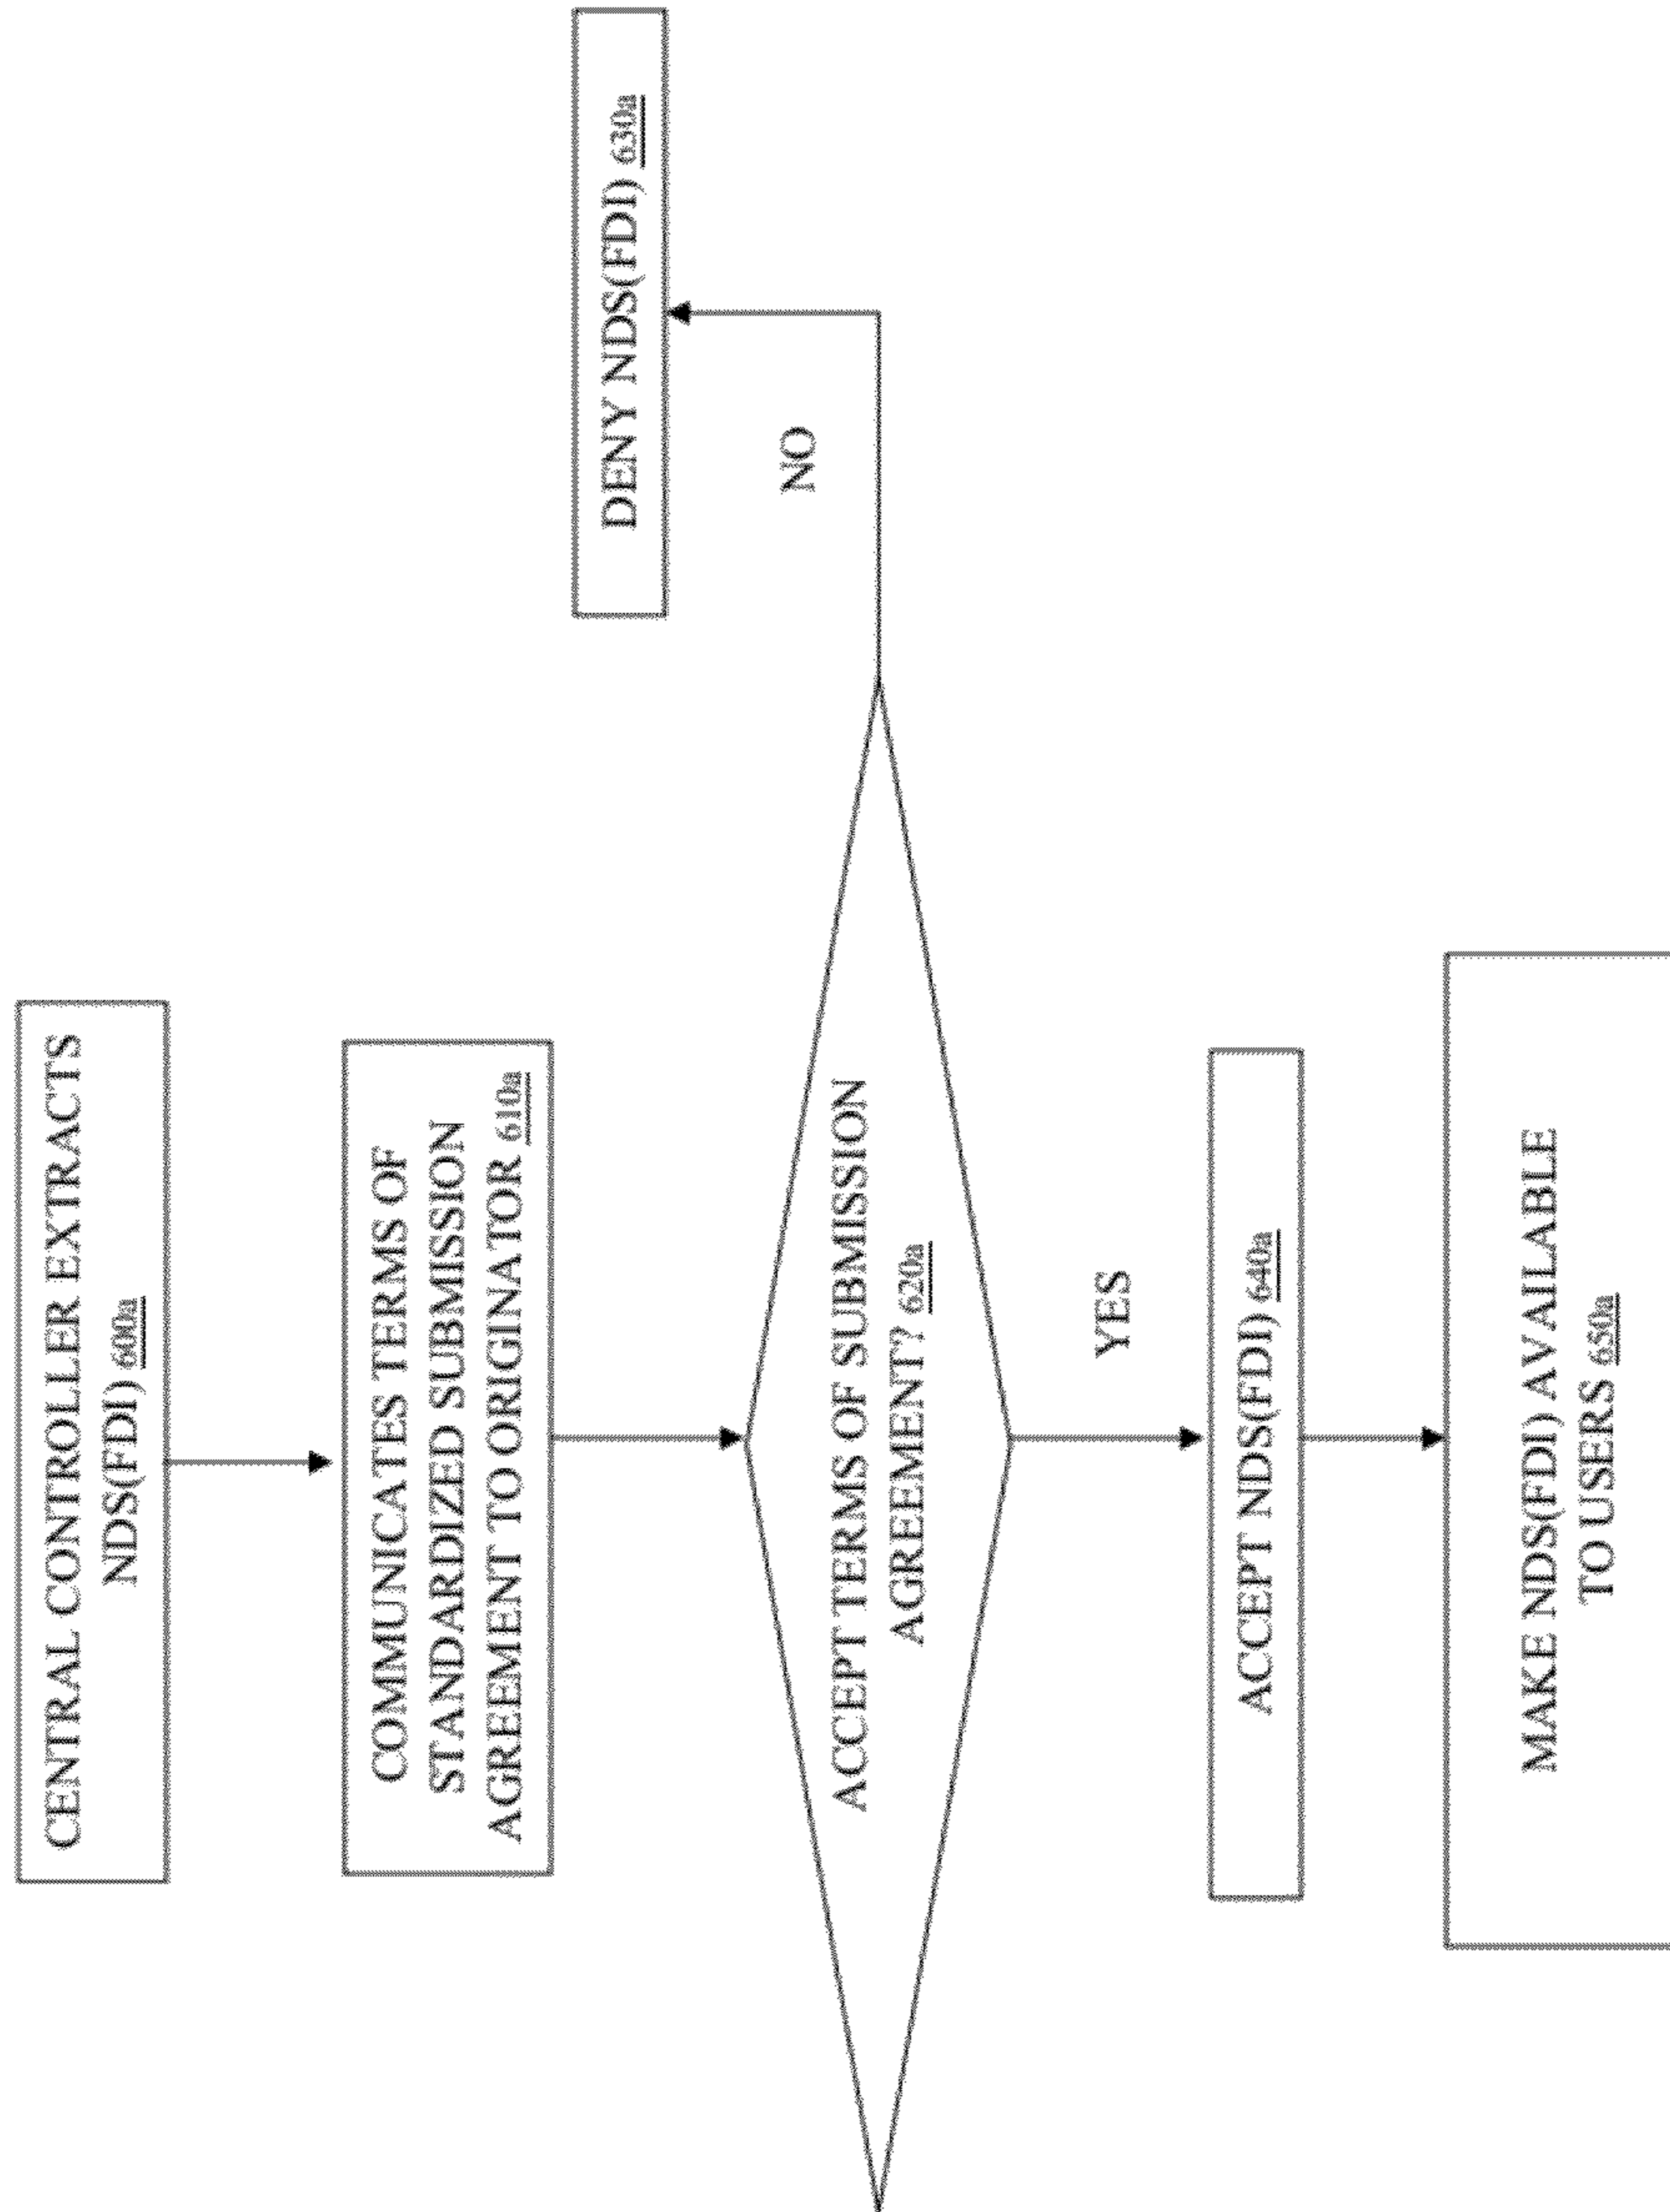 CENTRAL CONTROLLER EXTRACTS
NDS(FDI) 600a
COMMUNICATES TERMS OF
STANDARDIZED SUBMISSION
AGREEMENT TO ORIGINATOR 610a
ACCEPT TERMS OF SUBMISSION
AGREEMENT? 620a
NO
DENY NDS(FDI) 630a
YES
ACCEPT NDS(FDI) 640a
MAKE NDS(FDI) AVAILABLE
TO USERS 650a